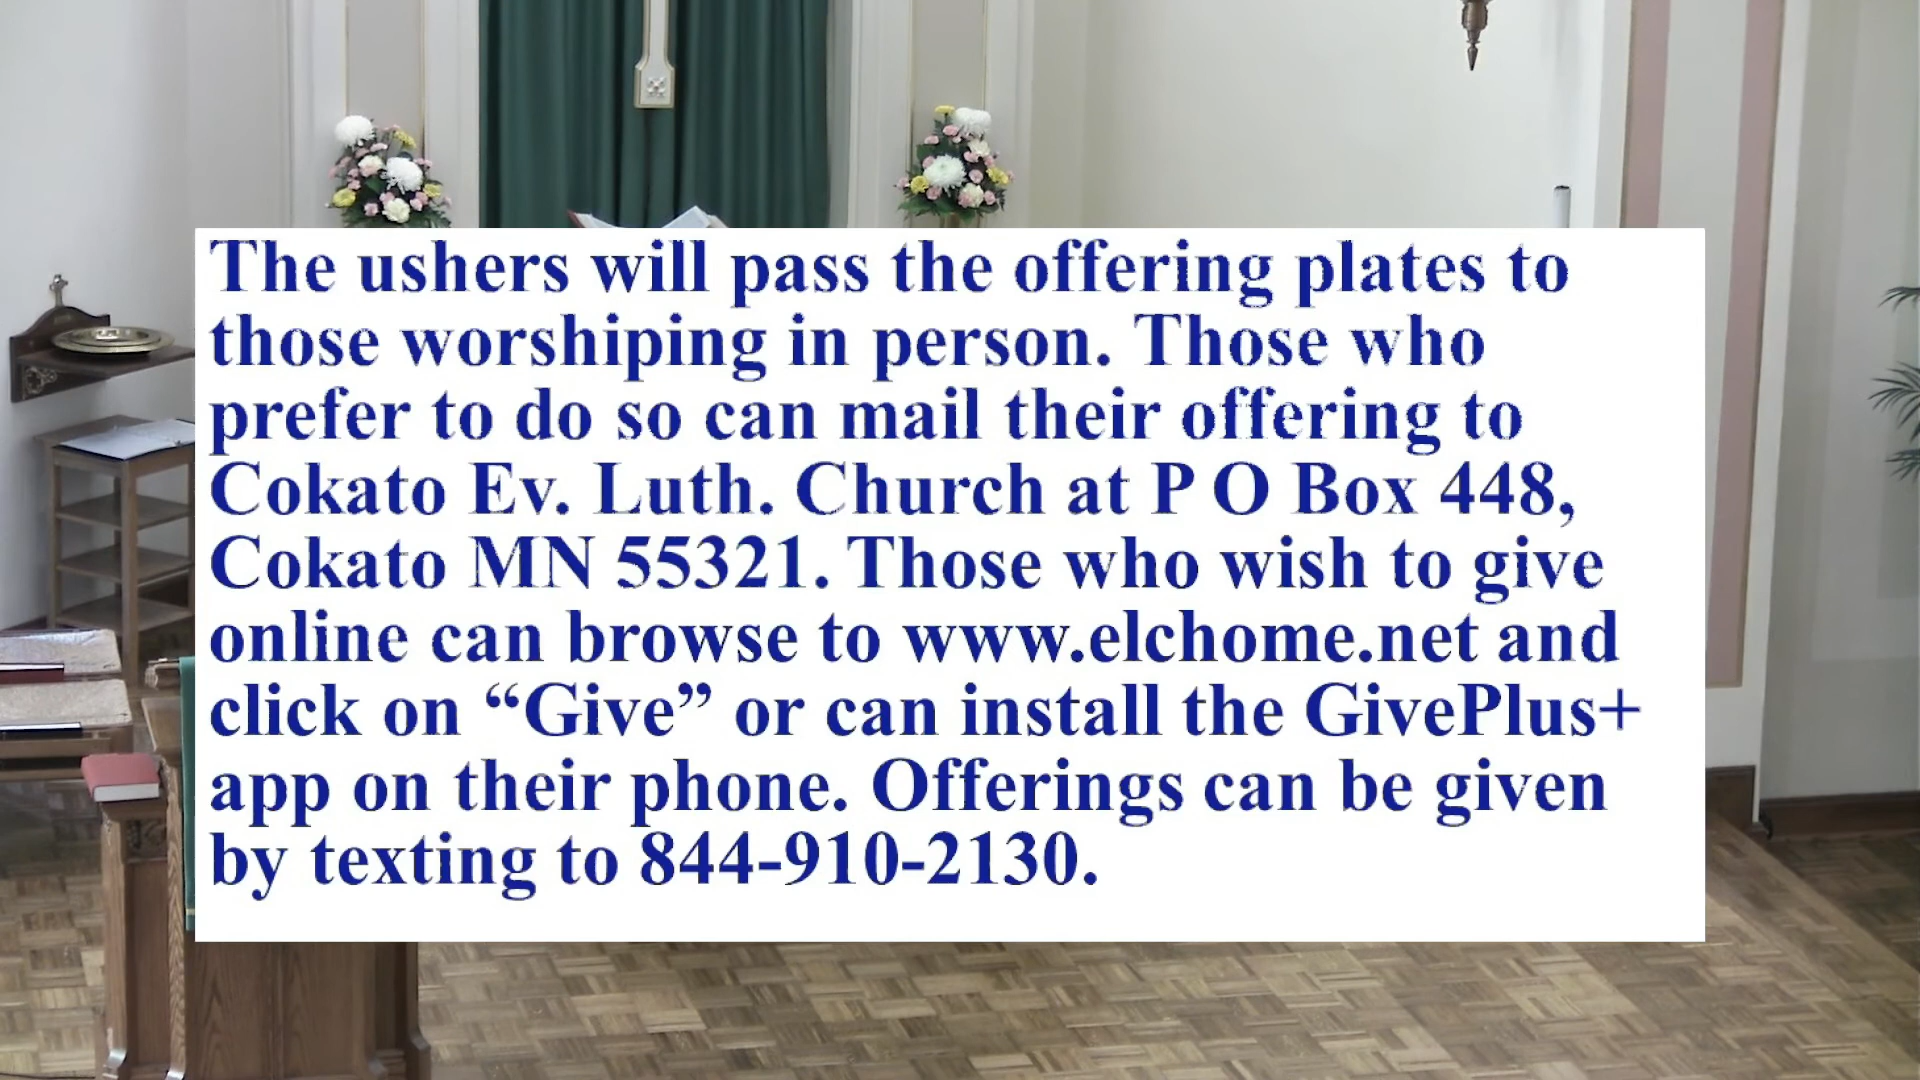 The ushers will pass the offering plates to
those worshiping in person. Those who
prefer to do so can mail their offering to
Cokato Ev. Luth. Church at P O Box 448,
Cokato MN 55321. Those who wish to give
online can browse to www.elchome.net and
click on “Give” or can install the GivePlus+
app on their phone. Offerings can be given
by texting to 844-910-2130.